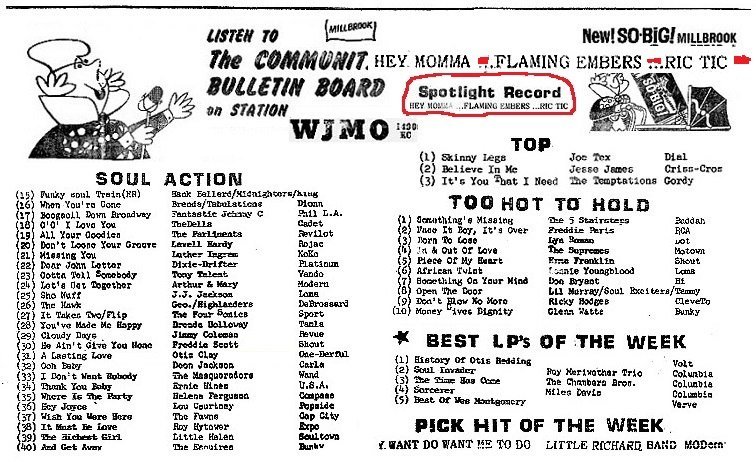 MILLBROOK
LISTEN TO
The COMMUNIT
BULLETIN BOARD
on STATION
WJMO 1490 KC
New! SO·BIG! MILLBROOK
HEY MOMMA ...FLAMING EMBERS ...RIC TIC
Spotlight Record
HEY MOMMA ...FLAMING EMBERS ...RIC TIC
SO-BIG!
SOUL ACTION
(15) Funky soul Train(HB) Hank Ballard/Midnighters/King
(16) When You're Gone Brenda/Tabulations Dionn
(17) Boogaoll Down Broadway Fantastic Johnny C Phil L.A.
(18) O'O' I Love You TheDells Cadet
(19) All Your Goodies The Parliments Revilot
(20) Don't Loose Your Groove Lavell Hardy Rojac
(21) Missing You Luther Ingram KoKo
(22) Dear John Letter Dixie-Drifter Platinum
(23) Gotta Tell Somebody Tony Talent Vando
(24) Let's Get Together Arthur & Mary Modern
(25) Sho Nuff J.J. Jackson Loma
(26) The Hawk Geo./Highlanders DeBrossard
(27) It Takes Two/Flip The Four Sonics Sport
(28) You've Made Me Happy Brenda Holloway Tamla
(29) Cloudy Days Jimmy Coleman Revue
(30) He Ain't Give You None Freddie Scott Shout
(31) A Lasting Love Otis Clay One-Derful
(32) Ooh Baby Deon Jackson Carla
(33) I Don't Want Nobody The Masqueraders Wand
(34) Thank You Baby Ernie Hines U.S.A.
(35) Where Is The Party Helena Ferguson Compass
(36) Hey Joyce Lou Courtney Popside
(37) Wish You Were Here The Fawns Cap City
(38) It Must Be Love Roy Hytower Expo
(39) The Richest Girl Little Helen Soultown
(40) And Get Away The Esquires Bunky
TOP
(1) Skinny Legs Joe Tex Dial
(2) Believe In Me Jesse James Criss-Cros
(3) It's You That I Need The Temptations Gordy
TOO HOT TO HOLD
(1) Something's Missing The 5 Stairsteps Buddah
(2) Face It Boy, It's Over Freddie Paris RCA
(3) Born To Lose Lyn Roman Dot
(4) In & Out Of Love The Supremes Motown
(5) Piece Of My Heart Erma Franklin Shout
(6) African Twist Lonnie Youngblood Loma
(7) Something On Your Mind Don Bryant Hi
(8) Open The Door Lil Murray/Soul Exciters/Tammy
(9) Don't Blow No More Ricky Hodges CleveTo
(10) Money Lives Dignity Glenn Watts Bunky
★ BEST LP's OF THE WEEK
(1) History Of Otis Redding Volt
(2) Soul Invader Roy Meriwather Trio Columbia
(3) The Time Has Come The Chambers Bros. Columbia
(4) Sorcerer Miles Davis Columbia
(5) Best Of Wes Montgomery Verve
PICK HIT OF THE WEEK
WANT DO WANT ME TO DO LITTLE RICHARD, BAND MODern